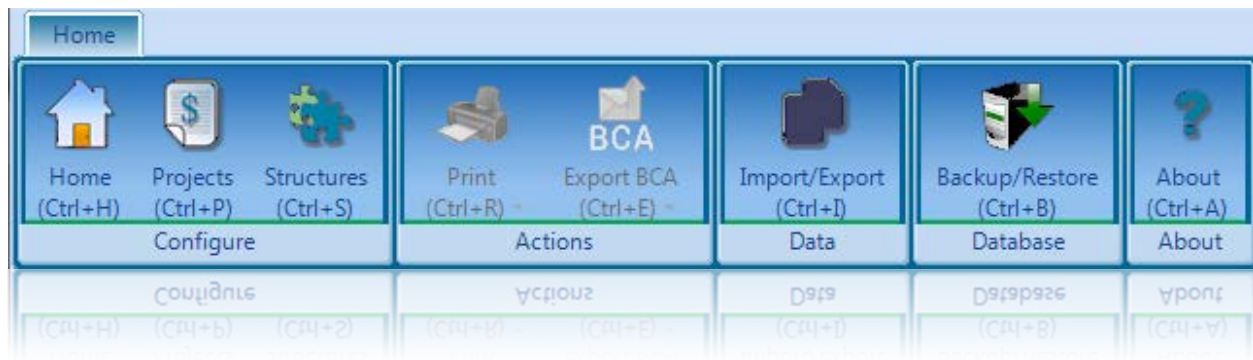 Home
Home Projects Structures Print BCA Export BCA Import/Export Backup/Restore About
(Ctrl+H) (Ctrl+P) (Ctrl+S) (Ctrl+R) (Ctrl+E) (Ctrl+I) (Ctrl+B) (Ctrl+A)
Configure Actions Data Database About